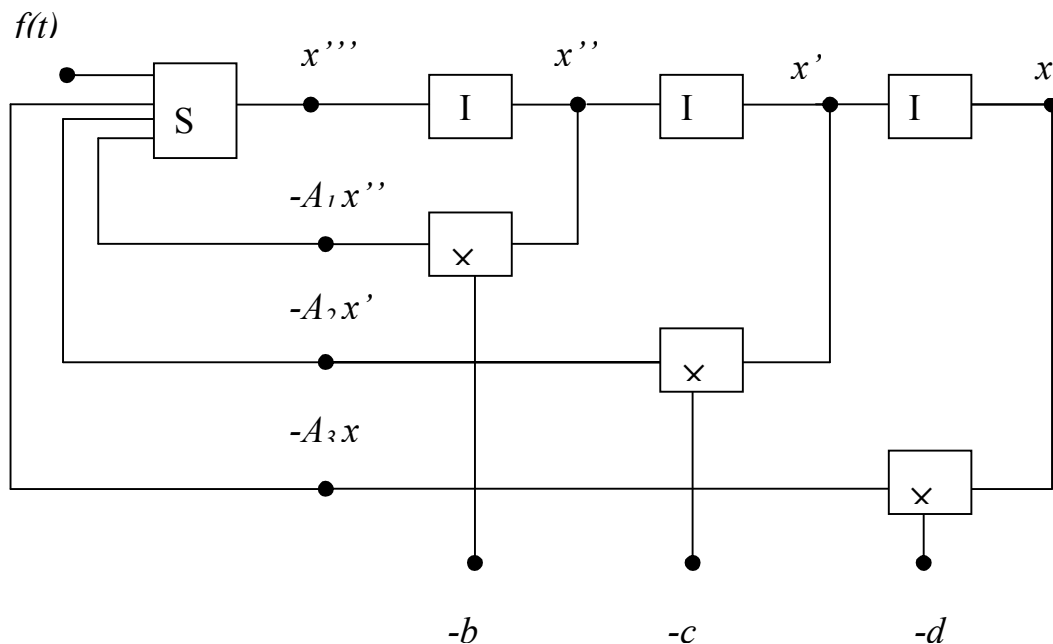 f(t)
x’’’ x’’ x’ x
S I I I
-A₁x’’
×
-A₂x’
×
-A₃x
×
-b -c -d